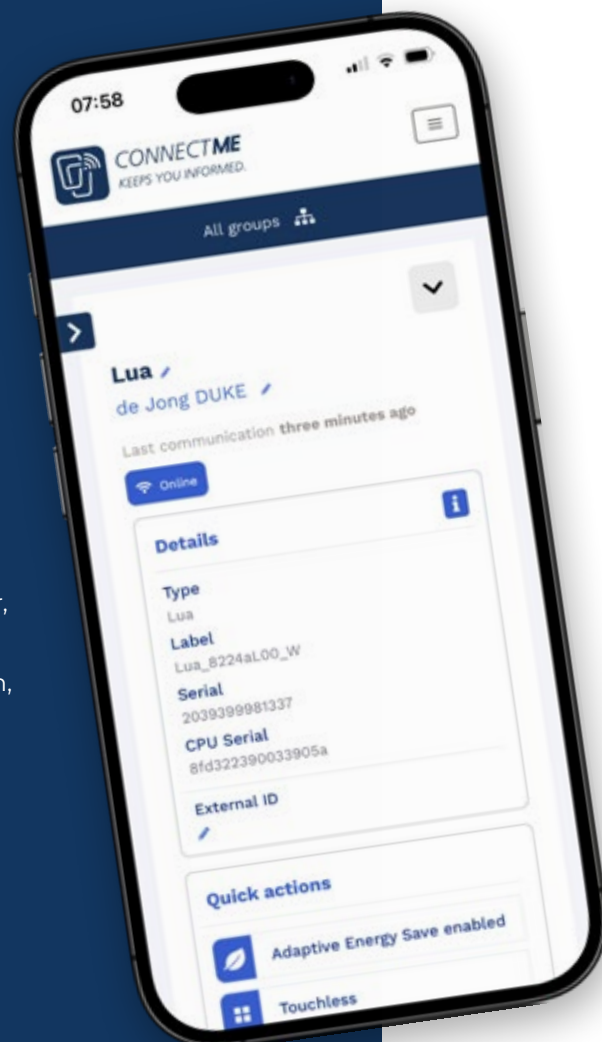 07:58
CONNECTME
KEEPS YOU INFORMED.
All groups
Lua
de Jong DUKE
Last communication three minutes ago
Online
Details
Type
Lua
Label
Lua_8224aL00_W
Serial
2039399981337
CPU Serial
8fd322390033905a
External ID
Quick actions
Adaptive Energy Save enabled
Touchless